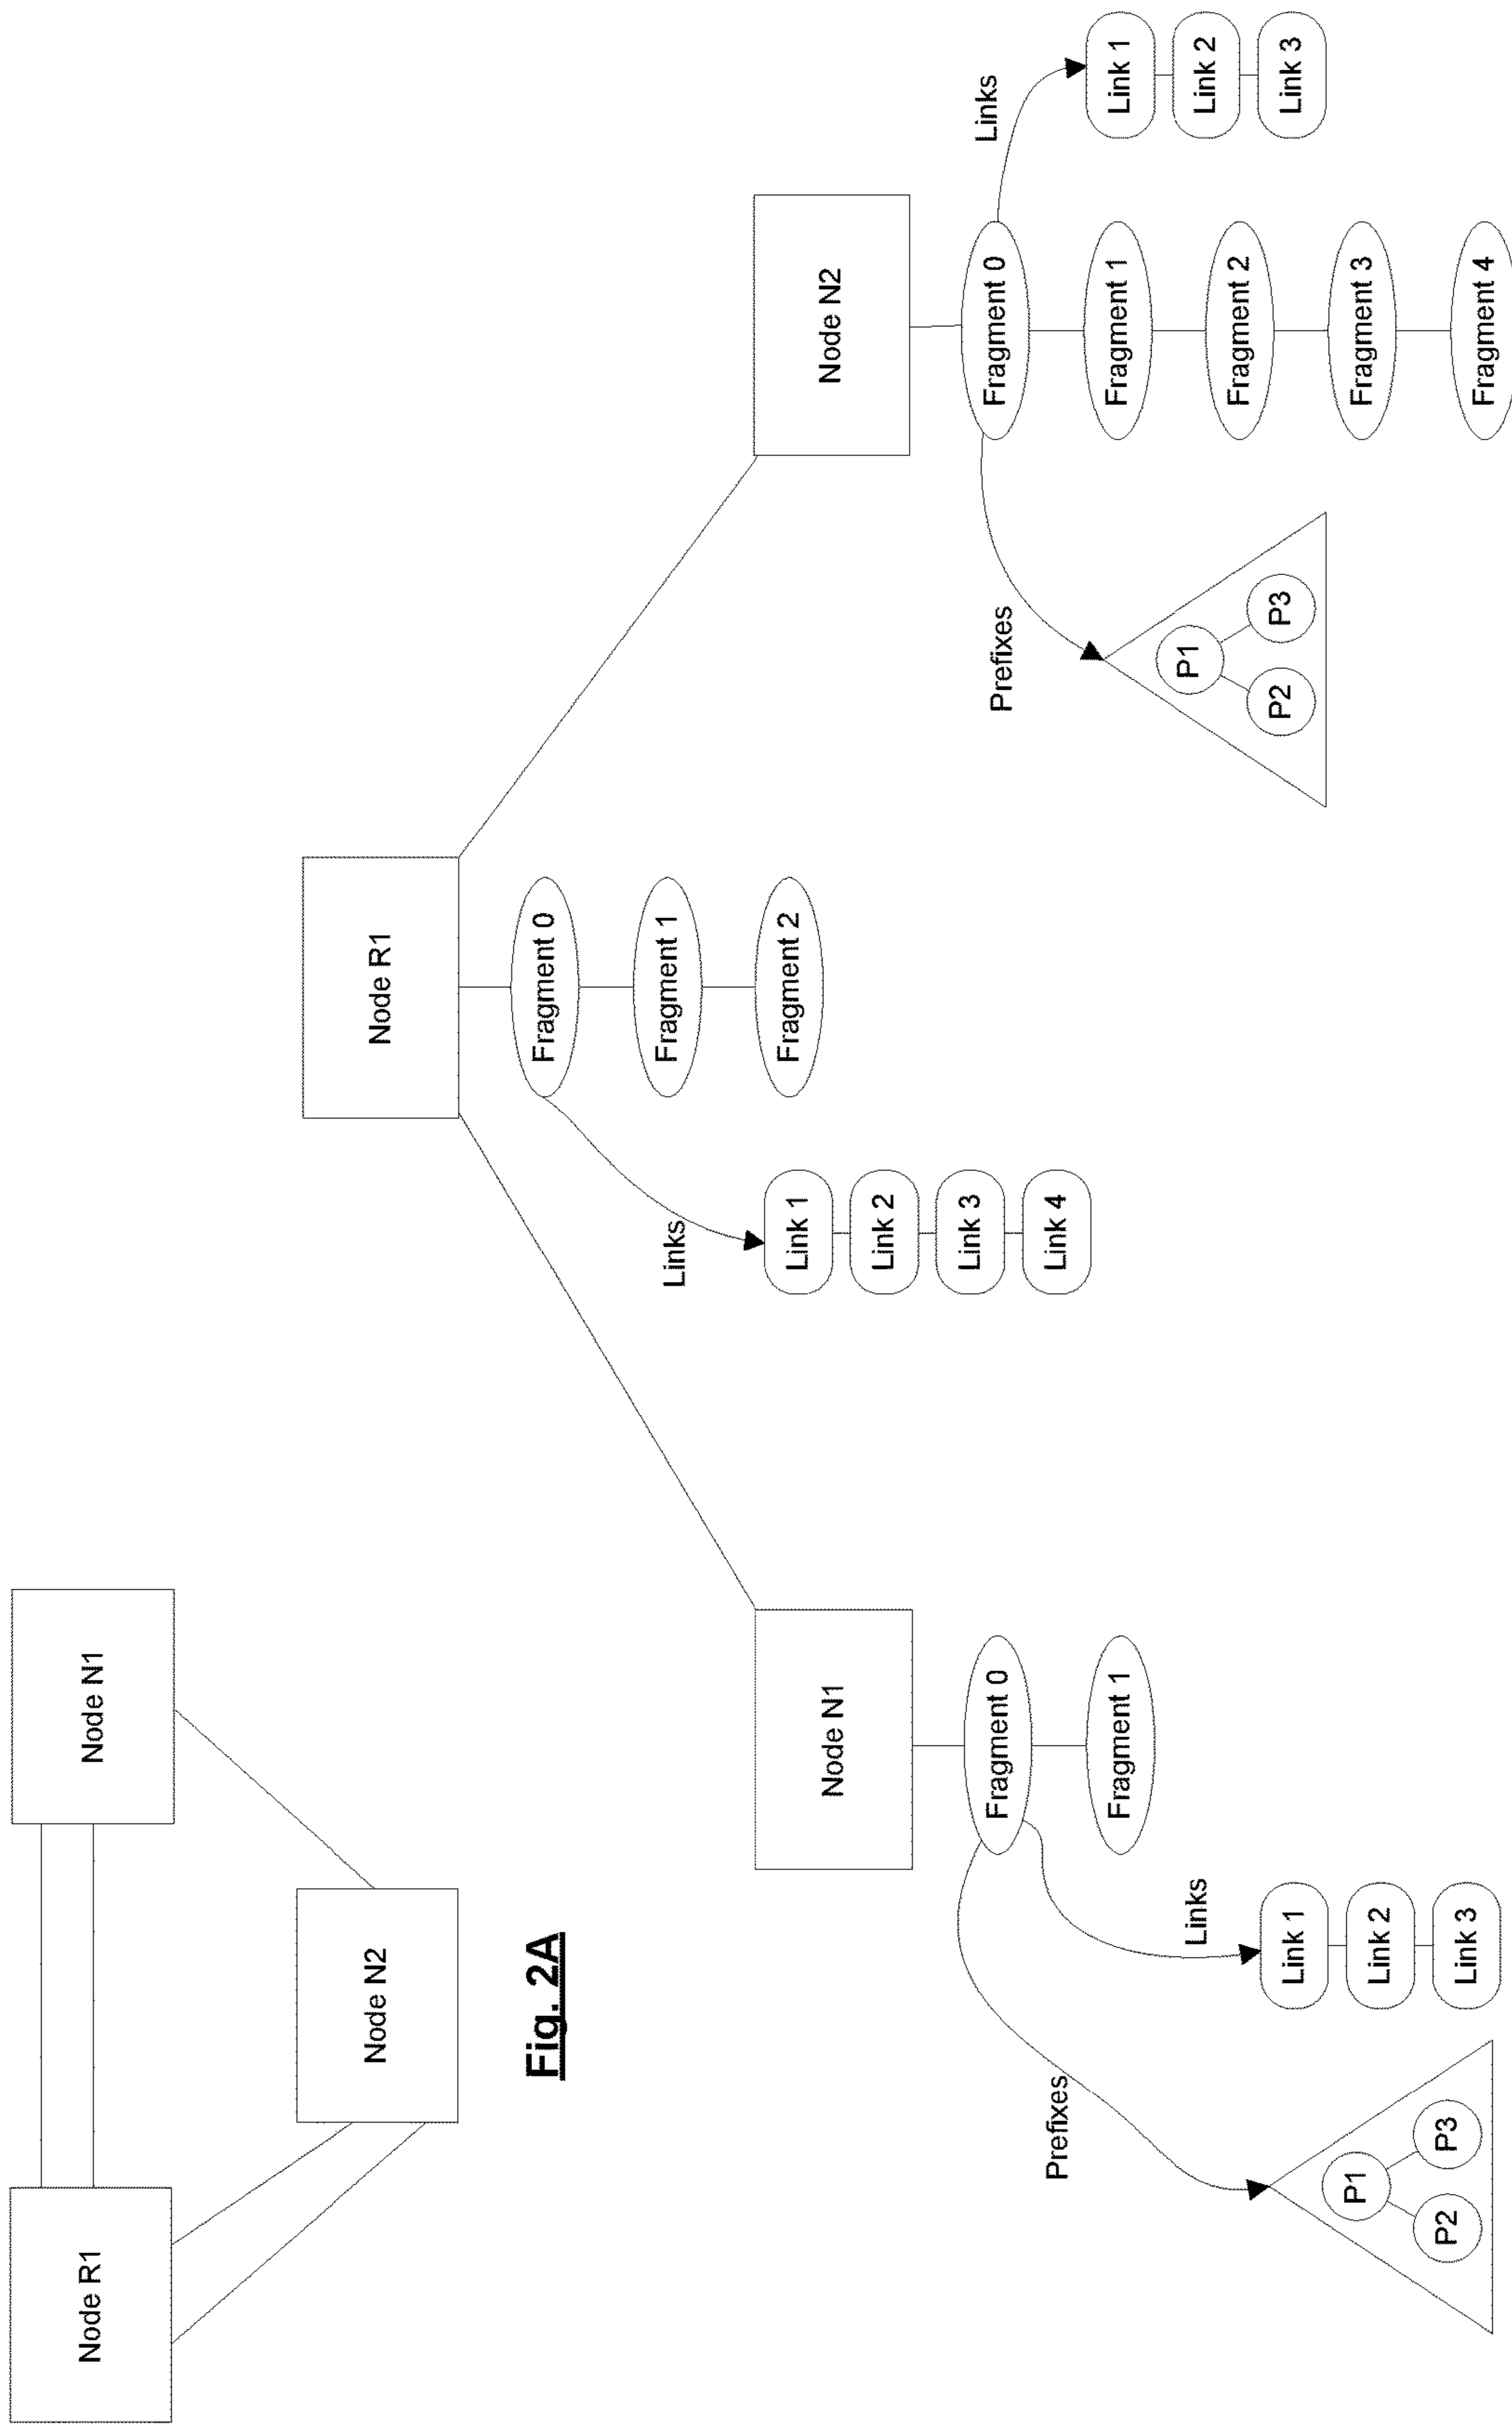 Node R1
Node N1
Node N2
Fig. 2A
Node R1
Fragment 0
Fragment 1
Fragment 2
Links
Link 1
Link 2
Link 3
Link 4
Node N1
Fragment 0
Fragment 1
Prefixes
P1
P2
P3
Links
Link 1
Link 2
Link 3
Node N2
Fragment 0
Fragment 1
Fragment 2
Fragment 3
Fragment 4
Prefixes
P1
P2
P3
Links
Link 1
Link 2
Link 3